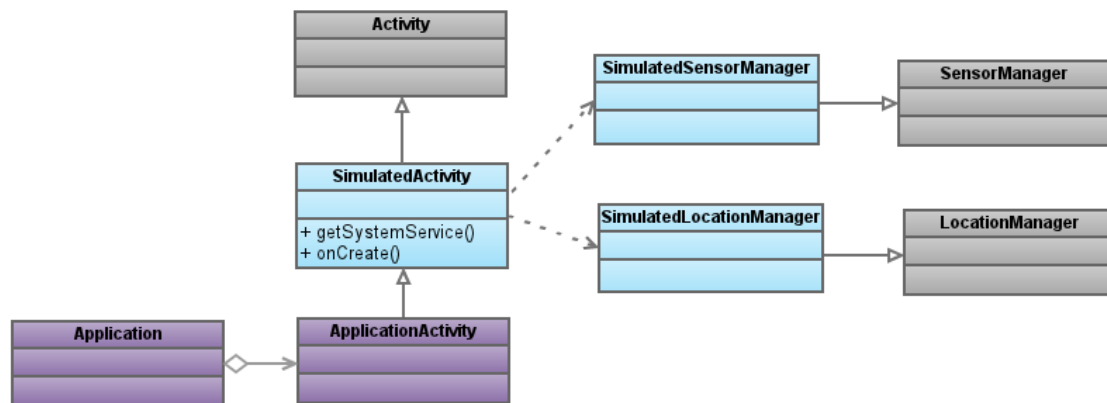 Activity
SimulatedSensorManager
SensorManager
SimulatedActivity
+ getSystemService()
+ onCreate()
SimulatedLocationManager
LocationManager
Application
ApplicationActivity